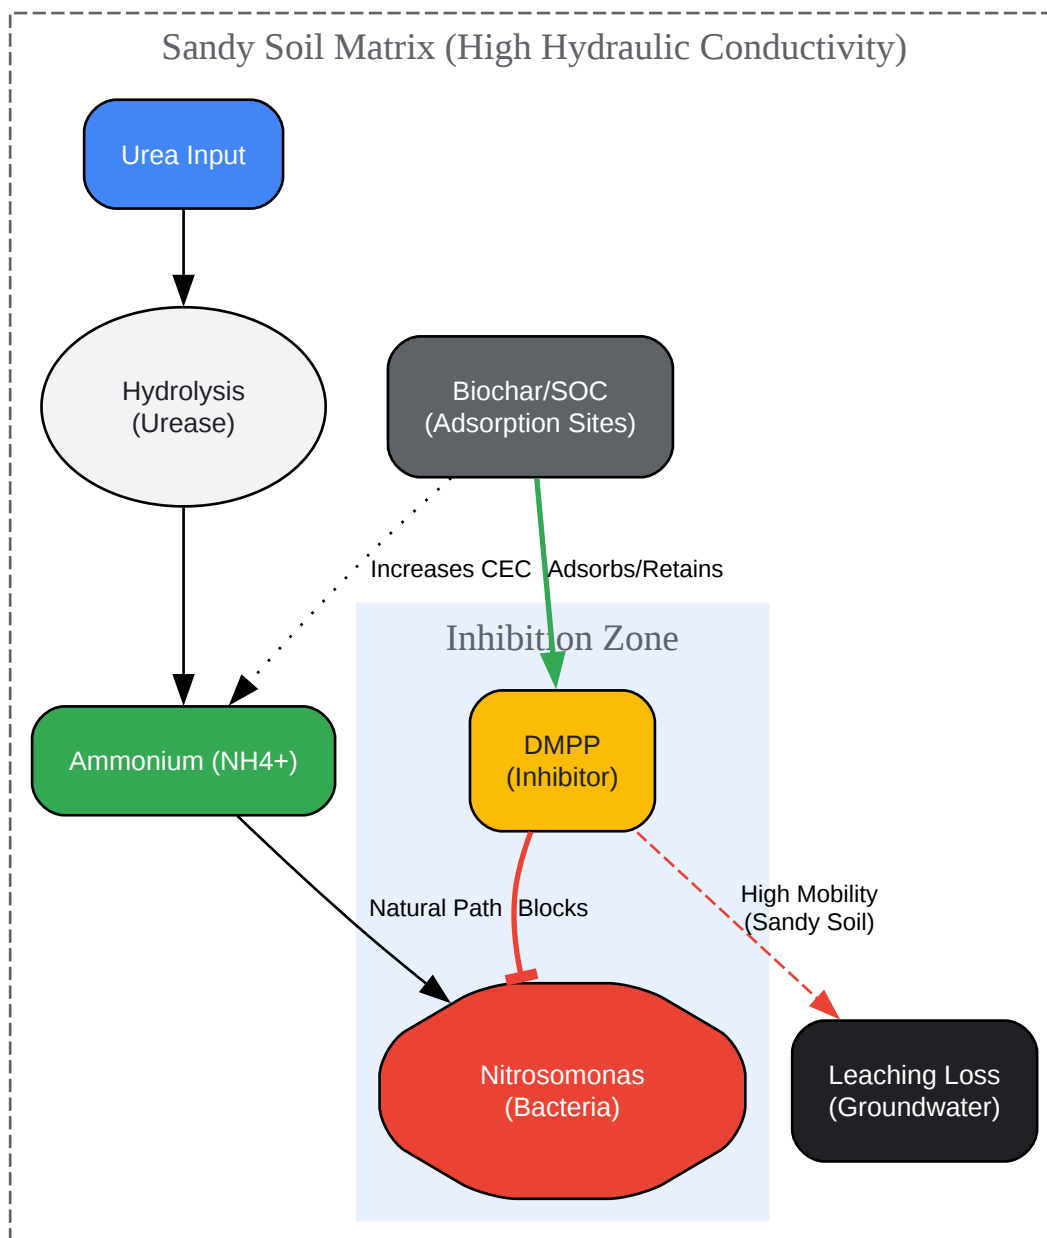 Sandy Soil Matrix (High Hydraulic Conductivity)
Urea Input
Hydrolysis
(Urease)
Biochar/SOC
(Adsorption Sites)
Increases CEC
Adsorbs/Retains
Inhibition Zone
Ammonium (NH4+)
DMPP
(Inhibitor)
Natural Path
Blocks
High Mobility
(Sandy Soil)
Nitrosomonas
(Bacteria)
Leaching Loss
(Groundwater)